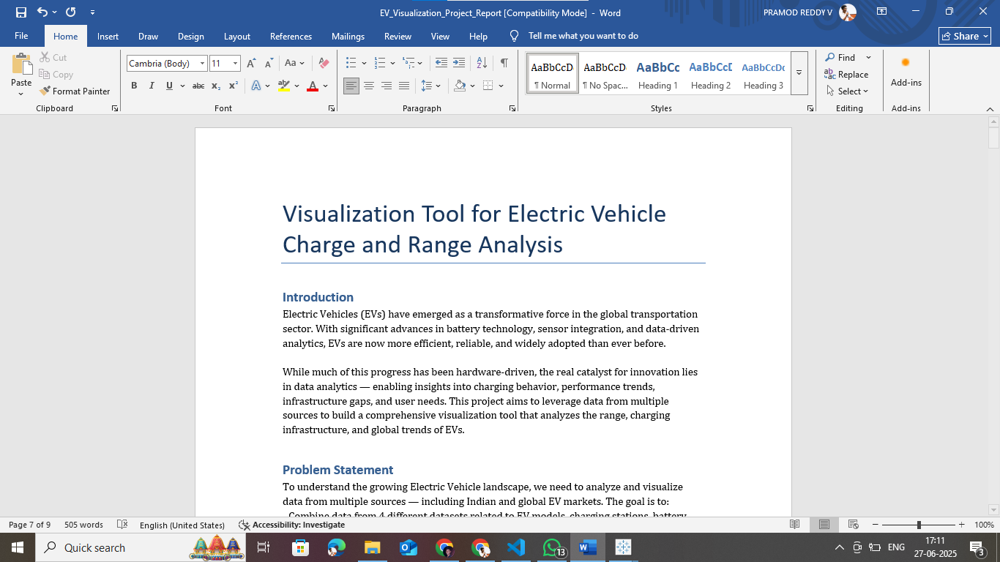 EV_Visualization_Project_Report [Compatibility Mode] - Word
PRAMOD REDDY V
File Home Insert Draw Design Layout References Mailings Review View Help Tell me what you want to do
Share
Paste
Cut
Copy
Format Painter
Clipboard
Cambria (Body) 11
Aa
B I U abc x₂ x² A ab A
Font
Paragraph
AaBbCcD AaBbCcD AaBbCc AaBbCcD AaBbCcDc
¶ Normal ¶ No Spac... Heading 1 Heading 2 Heading 3
Styles
Find
Replace
Select
Editing
Add-ins
Add-ins
Visualization Tool for Electric Vehicle
Charge and Range Analysis
Introduction
Electric Vehicles (EVs) have emerged as a transformative force in the global transportation
sector. With significant advances in battery technology, sensor integration, and data-driven
analytics, EVs are now more efficient, reliable, and widely adopted than ever before.
While much of this progress has been hardware-driven, the real catalyst for innovation lies
in data analytics — enabling insights into charging behavior, performance trends,
infrastructure gaps, and user needs. This project aims to leverage data from multiple
sources to build a comprehensive visualization tool that analyzes the range, charging
infrastructure, and global trends of EVs.
Problem Statement
To understand the growing Electric Vehicle landscape, we need to analyze and visualize
data from multiple sources — including Indian and global EV markets. The goal is to:
Combine data from 4 different datasets related to EV models, charging stations, battery
Page 7 of 9 505 words English (United States) Accessibility: Investigate 100%
Quick search
13
ENG
17:11
27-06-2025
3